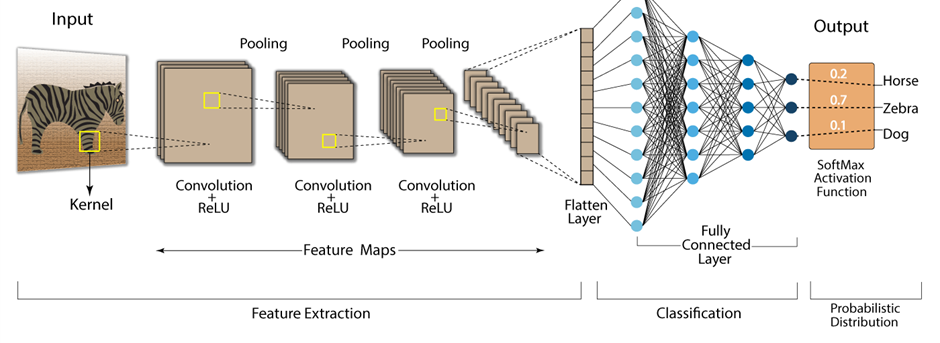 Input
Pooling
Pooling
Pooling
Output
0.2
Horse
0.7
Zebra
0.1
Dog
Kernel
Convolution
+
ReLU
Convolution
+
ReLU
Convolution
+
ReLU
Flatten
Layer
SoftMax
Activation
Function
Feature Maps
Fully
Connected
Layer
Feature Extraction
Classification
Probabilistic
Distribution